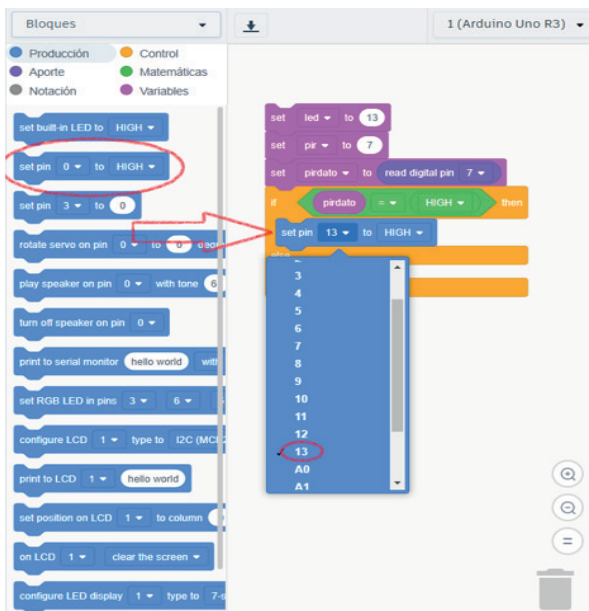 Bloques
1 (Arduino Uno R3)
Producción Control
Aporte Matemáticas
Notación Variables
set built-in LED to HIGH
set pin 0 to HIGH
set pin 3 to 0
rotate servo on pin 0 to 0
play speaker on pin 0 with tone 6
turn off speaker on pin 0
print to serial monitor hello world with
set RGB LED in pins 3 6
configure LCD 1 type to I2C
print to LCD 1 hello world
set position on LCD 1 to column
on LCD 1 clear the screen
configure LED display 1 type to 7-s
set led to 13
set pir to 7
set pirdato to read digital pin 7
if pirdato = HIGH then
set pin 13 to HIGH
else
3
4
5
6
7
8
9
10
11
12
13
A0
A1